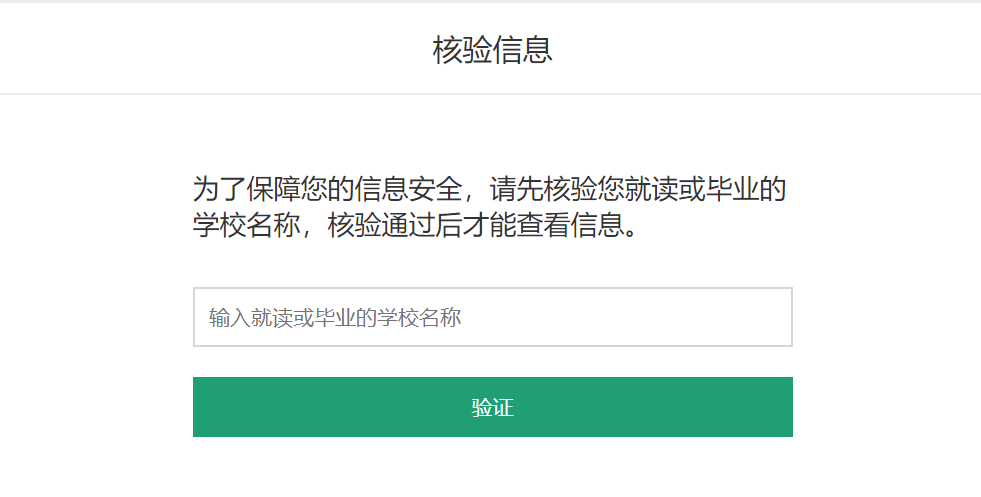 核验信息
为了保障您的信息安全，请先核验您就读或毕业的
学校名称，核验通过后才能查看信息。
输入就读或毕业的学校名称
验证